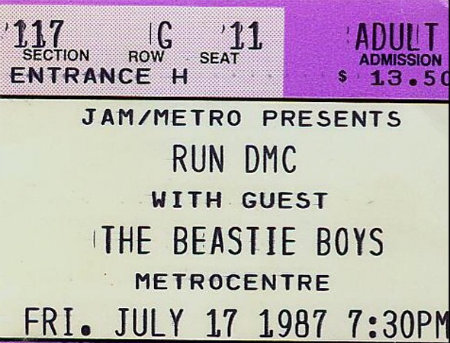 117 G 11 ADULT
SECTION ROW SEAT ADMISSION
ENTRANCE H $ 13.50
JAM/METRO PRESENTS
RUN DMC
WITH GUEST
THE BEASTIE BOYS
METROCENTRE
FRI. JULY 17 1987 7:30PM